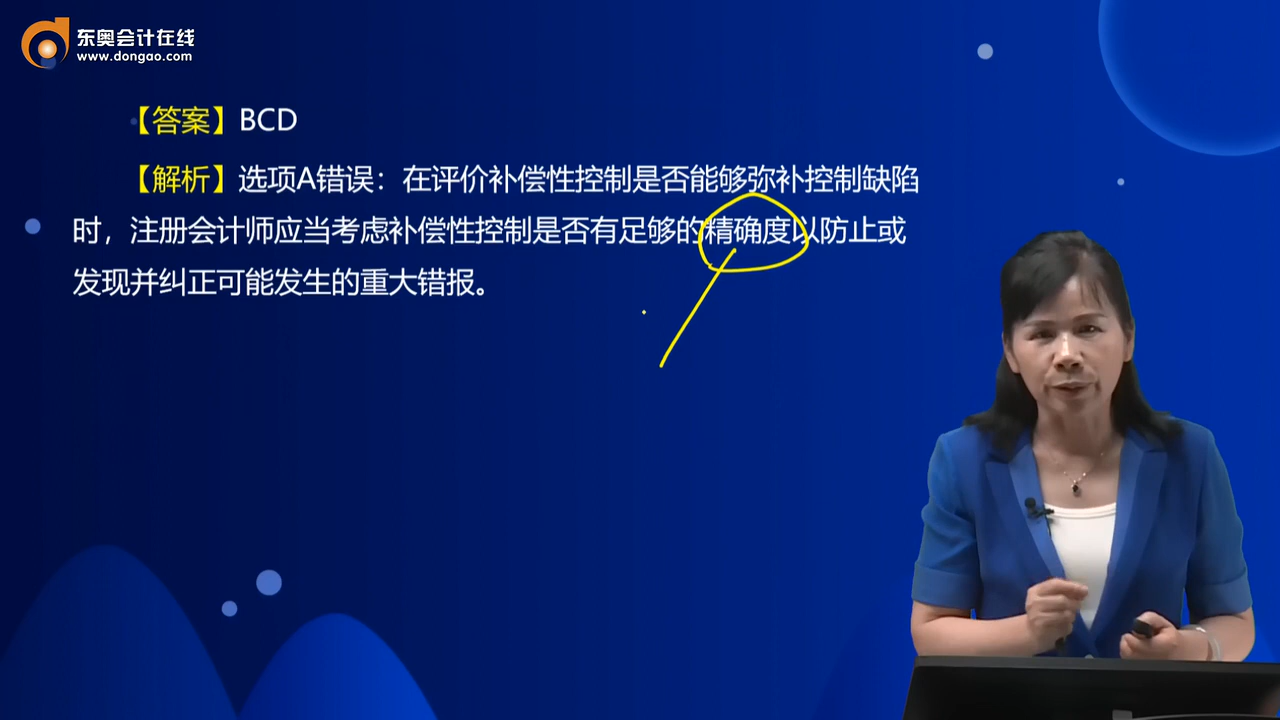 东奥会计在线
www.dongao.com
【答案】BCD
【解析】选项A错误：在评价补偿性控制是否能够弥补控制缺陷
时，注册会计师应当考虑补偿性控制是否有足够的精确度以防止或
发现并纠正可能发生的重大错报。